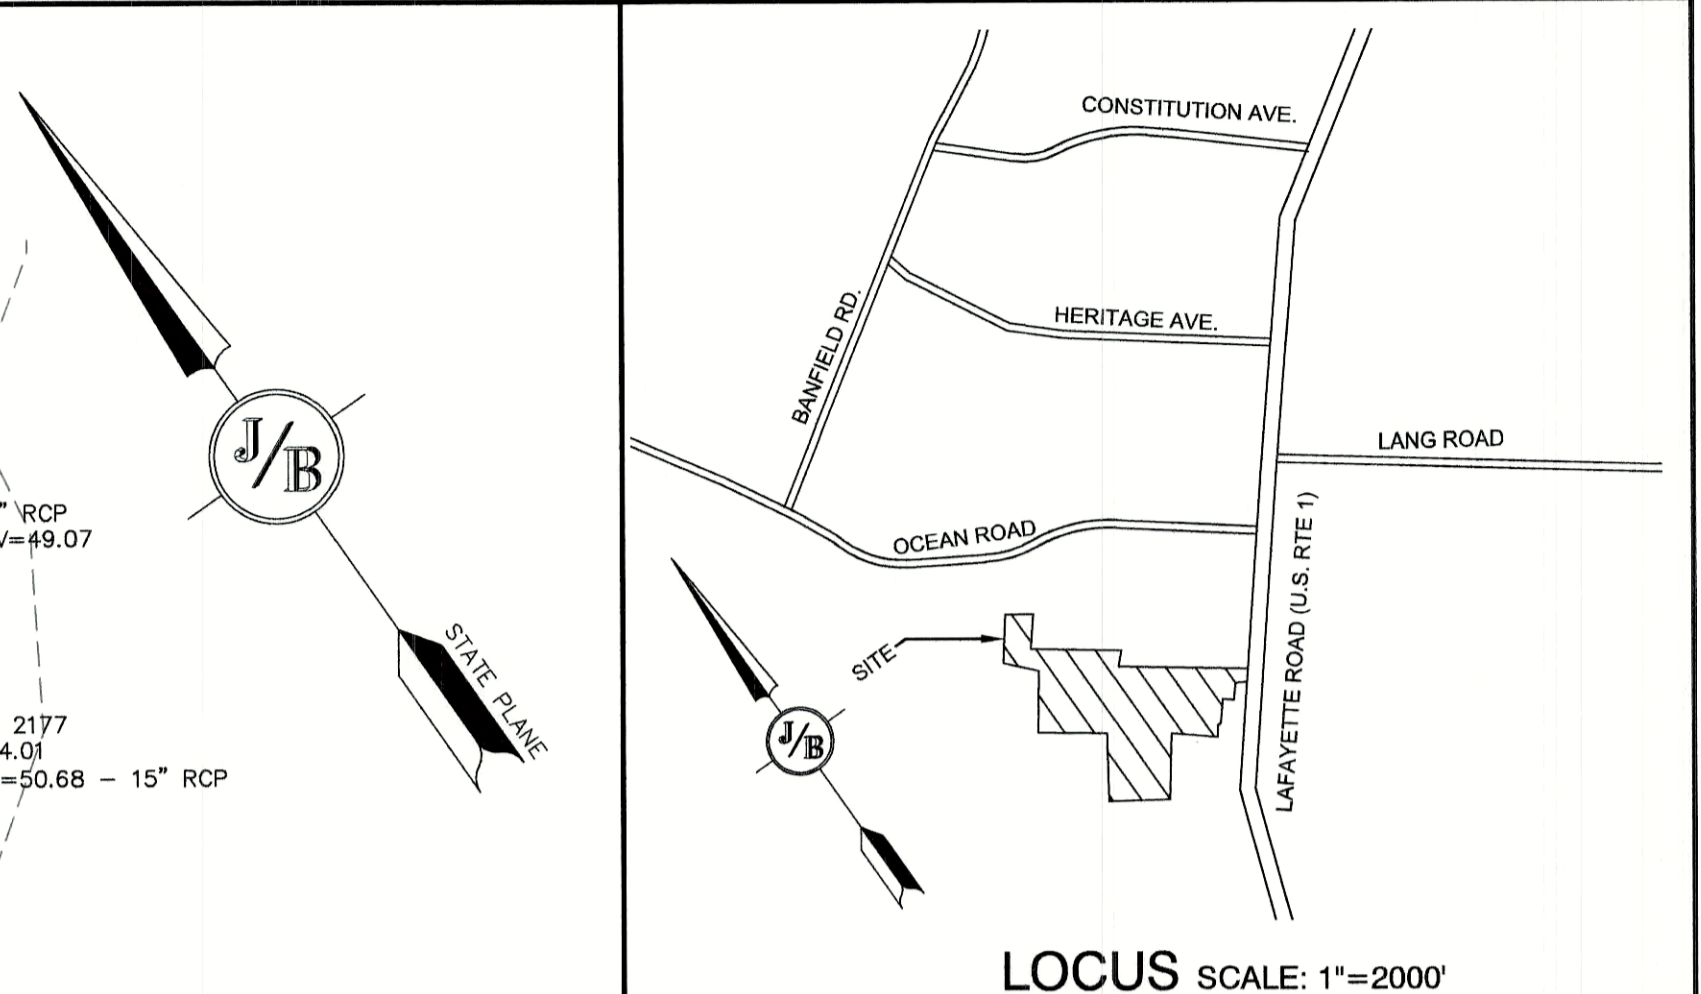 J/B
STATE PLANE
" RCP
V=49.07
2177
4.01
=50.68 - 15" RCP
CONSTITUTION AVE.
HERITAGE AVE.
BANFIELD RD.
LANG ROAD
OCEAN ROAD
LAFAYETTE ROAD (U.S. RTE 1)
SITE
J/B
LOCUS SCALE: 1"=2000'